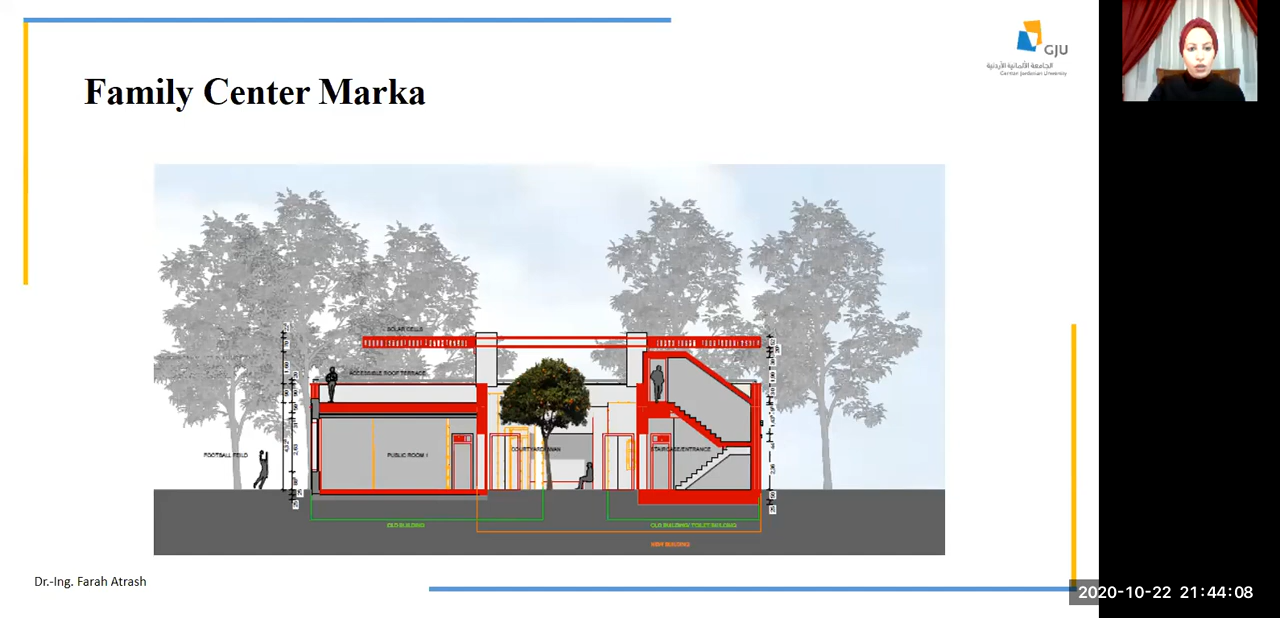 GJU
الجامعة الألمانية الأردنية
German Jordanian University
Family Center Marka
SOLAR CELLS
ACCESSIBLE ROOF TERRACE
FOOTBALL FEILD
PUBLIC ROOM 1
STAIRCASE/ENTRANCE
OLD BUILDING
OLD BUILDING/ TOILET BUILDING
NEW BUILDING
Dr.-Ing. Farah Atrash
2020-10-22 21:44:08